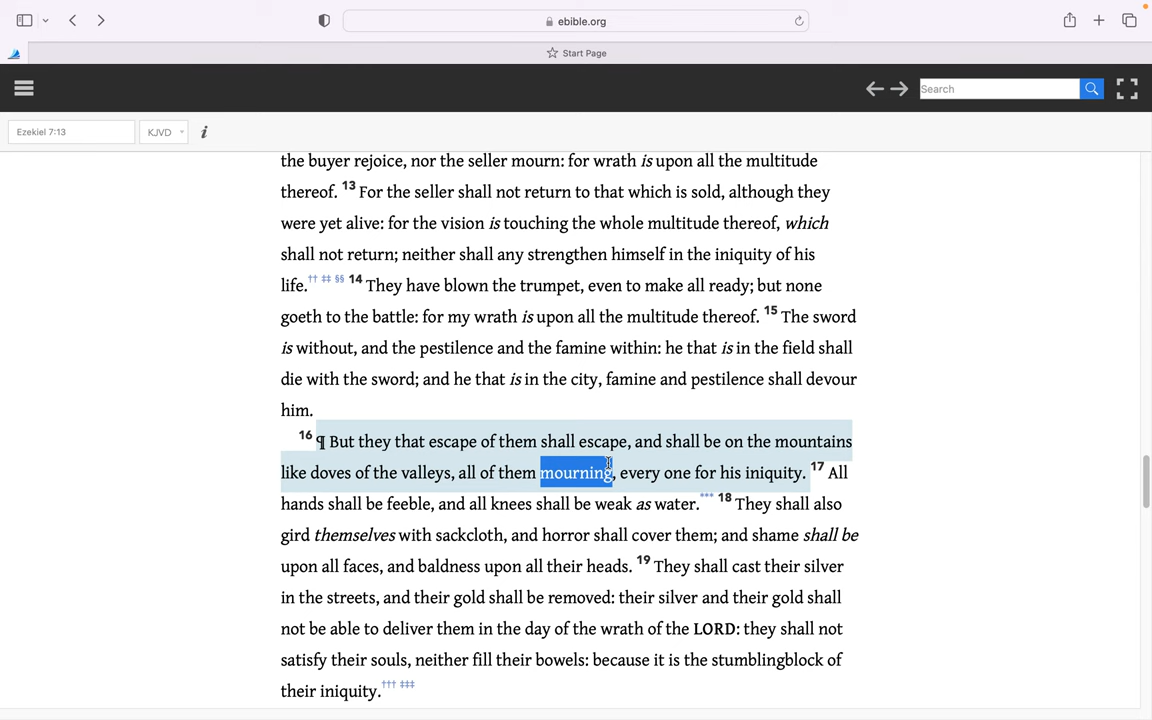 ebible.org
Start Page
Search
Ezekiel 7:13
KJVD
i
the buyer rejoice, nor the seller mourn: for wrath is upon all the multitude
thereof. 13 For the seller shall not return to that which is sold, although they
were yet alive: for the vision is touching the whole multitude thereof, which
shall not return; neither shall any strengthen himself in the iniquity of his
life.†† ‡‡ §§ 14 They have blown the trumpet, even to make all ready; but none
goeth to the battle: for my wrath is upon all the multitude thereof. 15 The sword
is without, and the pestilence and the famine within: he that is in the field shall
die with the sword; and he that is in the city, famine and pestilence shall devour
him.
16 ¶ But they that escape of them shall escape, and shall be on the mountains
like doves of the valleys, all of them mourning, every one for his iniquity. 17 All
hands shall be feeble, and all knees shall be weak as water.*** 18 They shall also
gird themselves with sackcloth, and horror shall cover them; and shame shall be
upon all faces, and baldness upon all their heads. 19 They shall cast their silver
in the streets, and their gold shall be removed: their silver and their gold shall
not be able to deliver them in the day of the wrath of the LORD: they shall not
satisfy their souls, neither fill their bowels: because it is the stumblingblock of
their iniquity.††† ‡‡‡